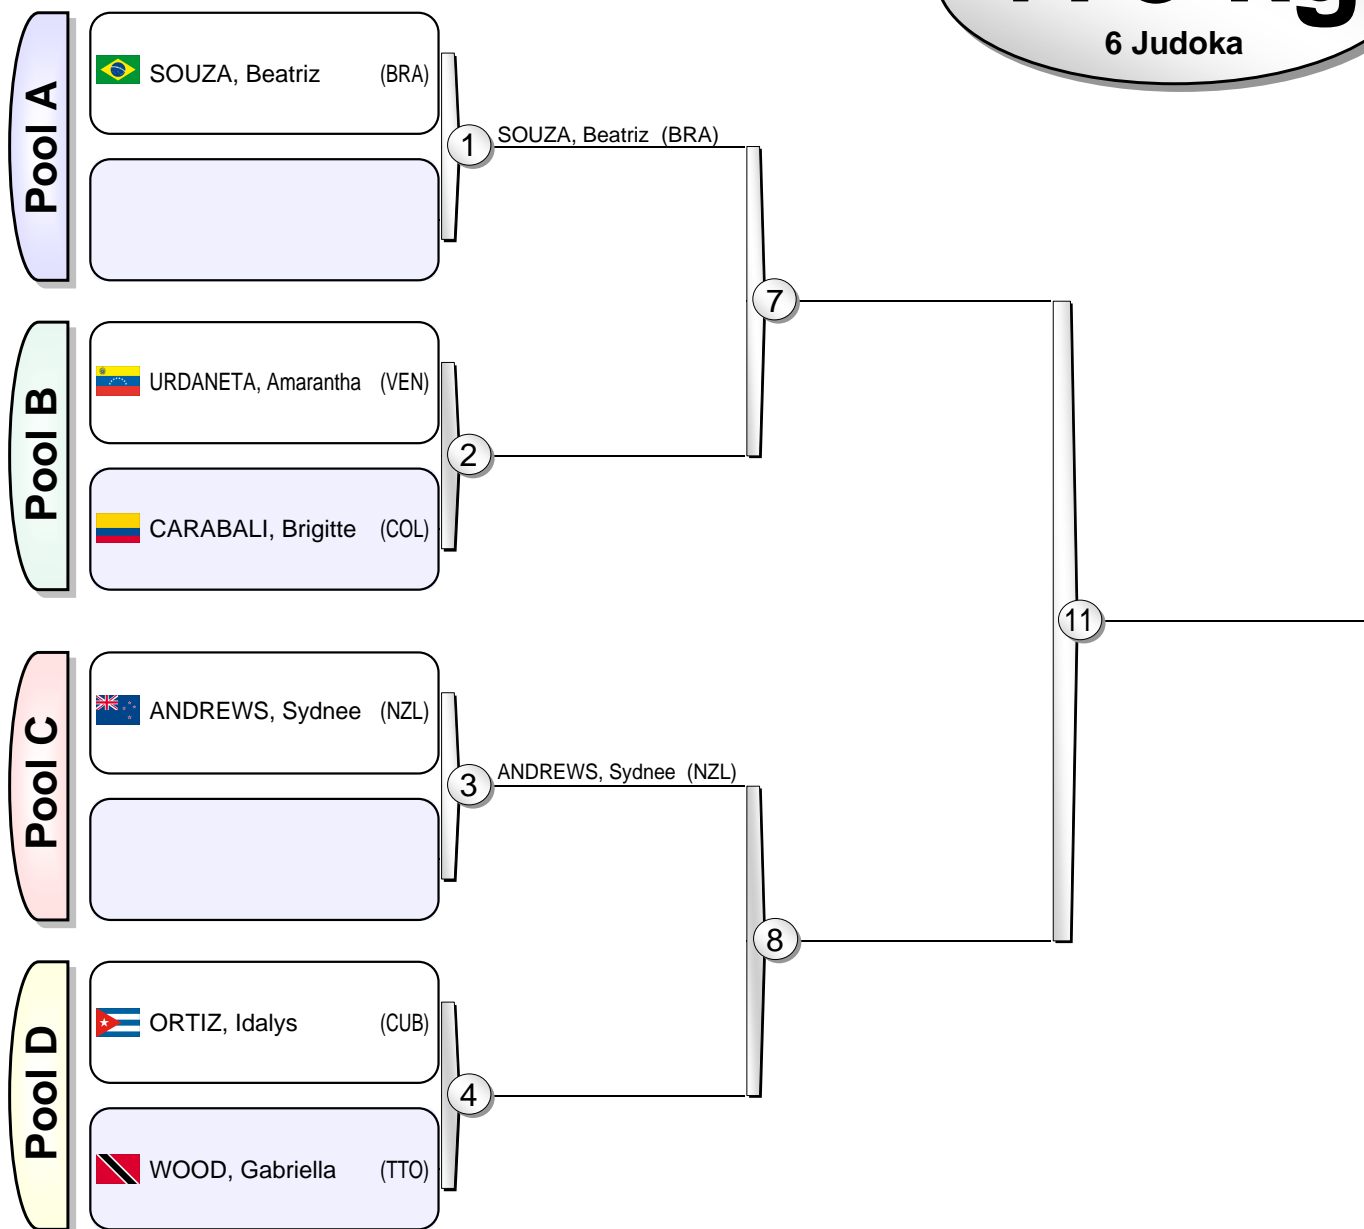 6 Judoka
Pool A
SOUZA, Beatriz (BRA)
1
SOUZA, Beatriz (BRA)
7
Pool B
URDANETA, Amarantha (VEN)
2
CARABALI, Brigitte (COL)
11
Pool C
ANDREWS, Sydnee (NZL)
3
ANDREWS, Sydnee (NZL)
8
Pool D
ORTIZ, Idalys (CUB)
4
WOOD, Gabriella (TTO)